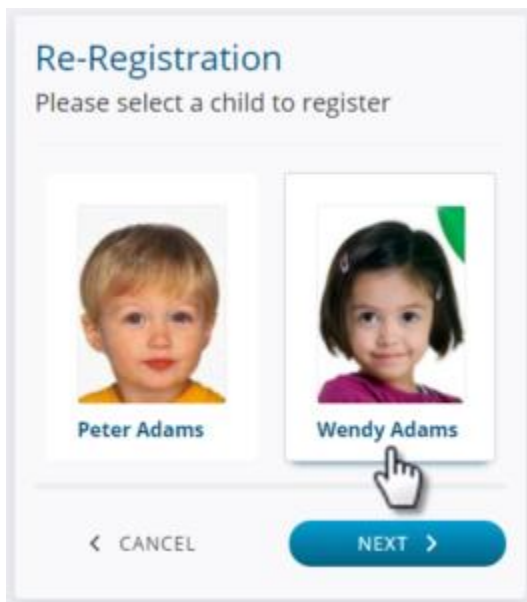 Re-Registration
Please select a child to register
Peter Adams
Wendy Adams
CANCEL
NEXT